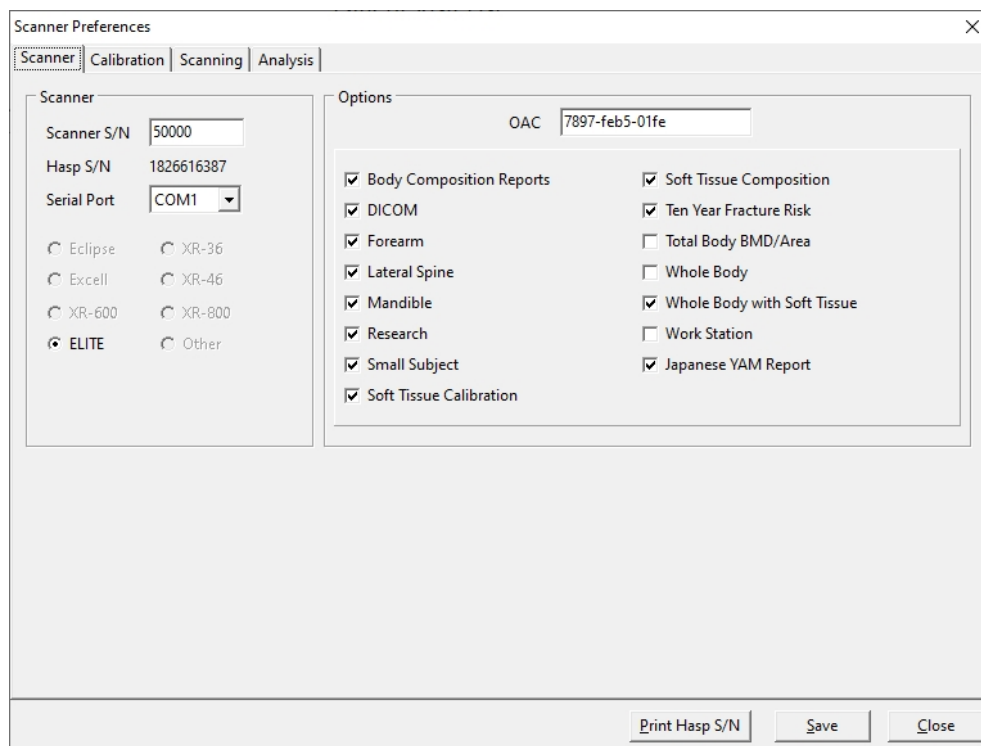 Scanner Preferences
Scanner Calibration Scanning Analysis
Scanner
Scanner S/N 50000
Hasp S/N 1826616387
Serial Port COM1
Eclipse XR-36
Excell XR-46
XR-600 XR-800
ELITE Other
Options
OAC 7897-feb5-01fe
Body Composition Reports Soft Tissue Composition
DICOM Ten Year Fracture Risk
Forearm Total Body BMD/Area
Lateral Spine Whole Body
Mandible Whole Body with Soft Tissue
Research Work Station
Small Subject Japanese YAM Report
Soft Tissue Calibration
Print Hasp S/N Save Close